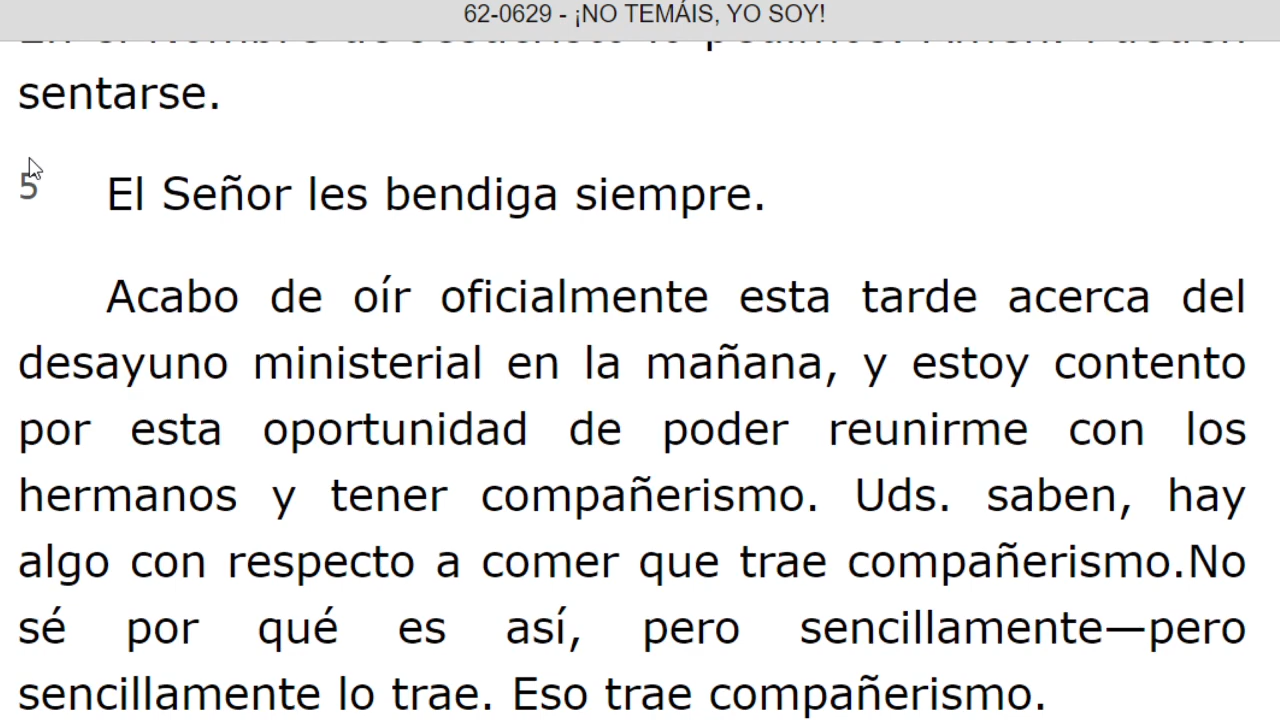 62-0629 - ¡NO TEMÁIS, YO SOY!
sentarse.
5 El Señor les bendiga siempre.
Acabo de oír oficialmente esta tarde acerca del
desayuno ministerial en la mañana, y estoy contento
por esta oportunidad de poder reunirme con los
hermanos y tener compañerismo. Uds. saben, hay
algo con respecto a comer que trae compañerismo.No
sé por qué es así, pero sencillamente—pero
sencillamente lo trae. Eso trae compañerismo.